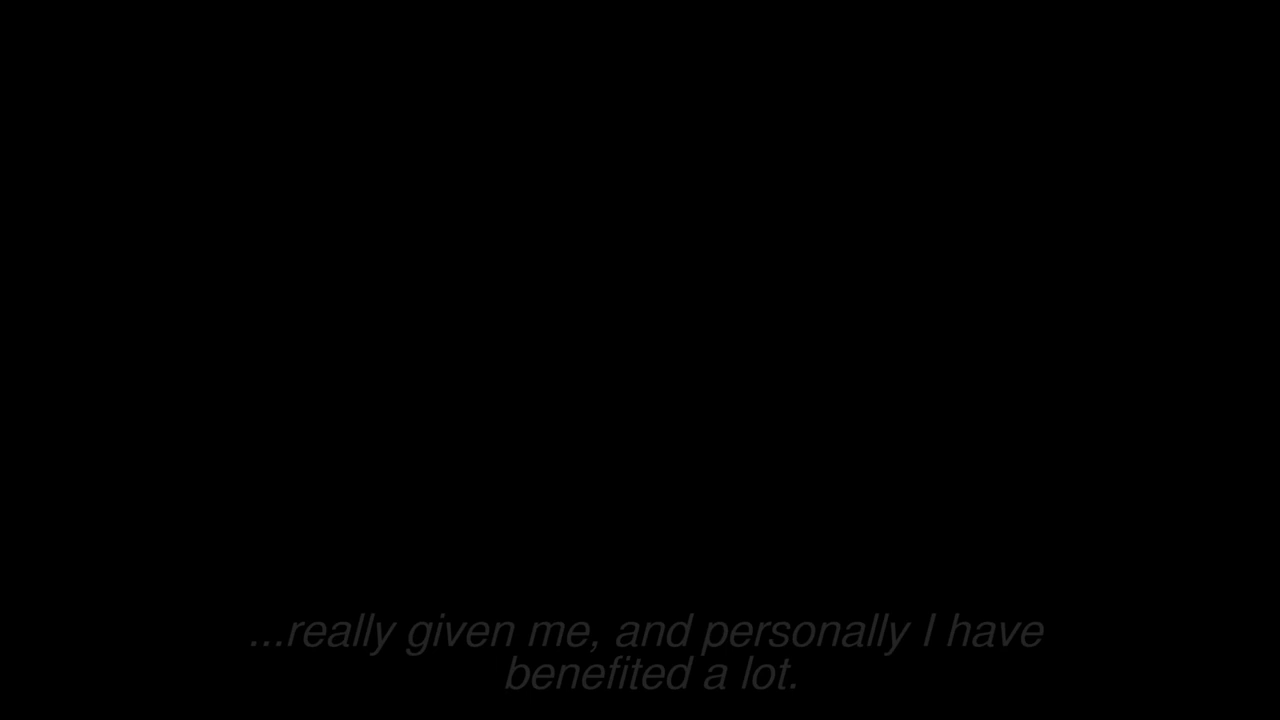 ...really given me, and personally I have
benefited a lot.